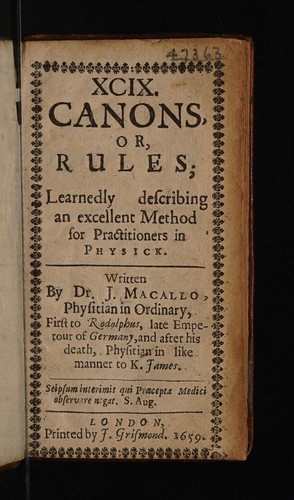 47363
XCIX.
CANONS,
OR,
RULES;
Learnedly describing
an excellent Method
for Practitioners in
PHYSICK.
Written
By Dr. J. MACALLO,
Physitian in Ordinary,
First to Rodolphus, late Empe-
rour of Germany, and after his
death, Physitian in like
manner to K. James.
Seipsum interimit qui Præcepta Medici
observare negat. S. Aug.
LONDON,
Printed by J. Grismond. 1659.